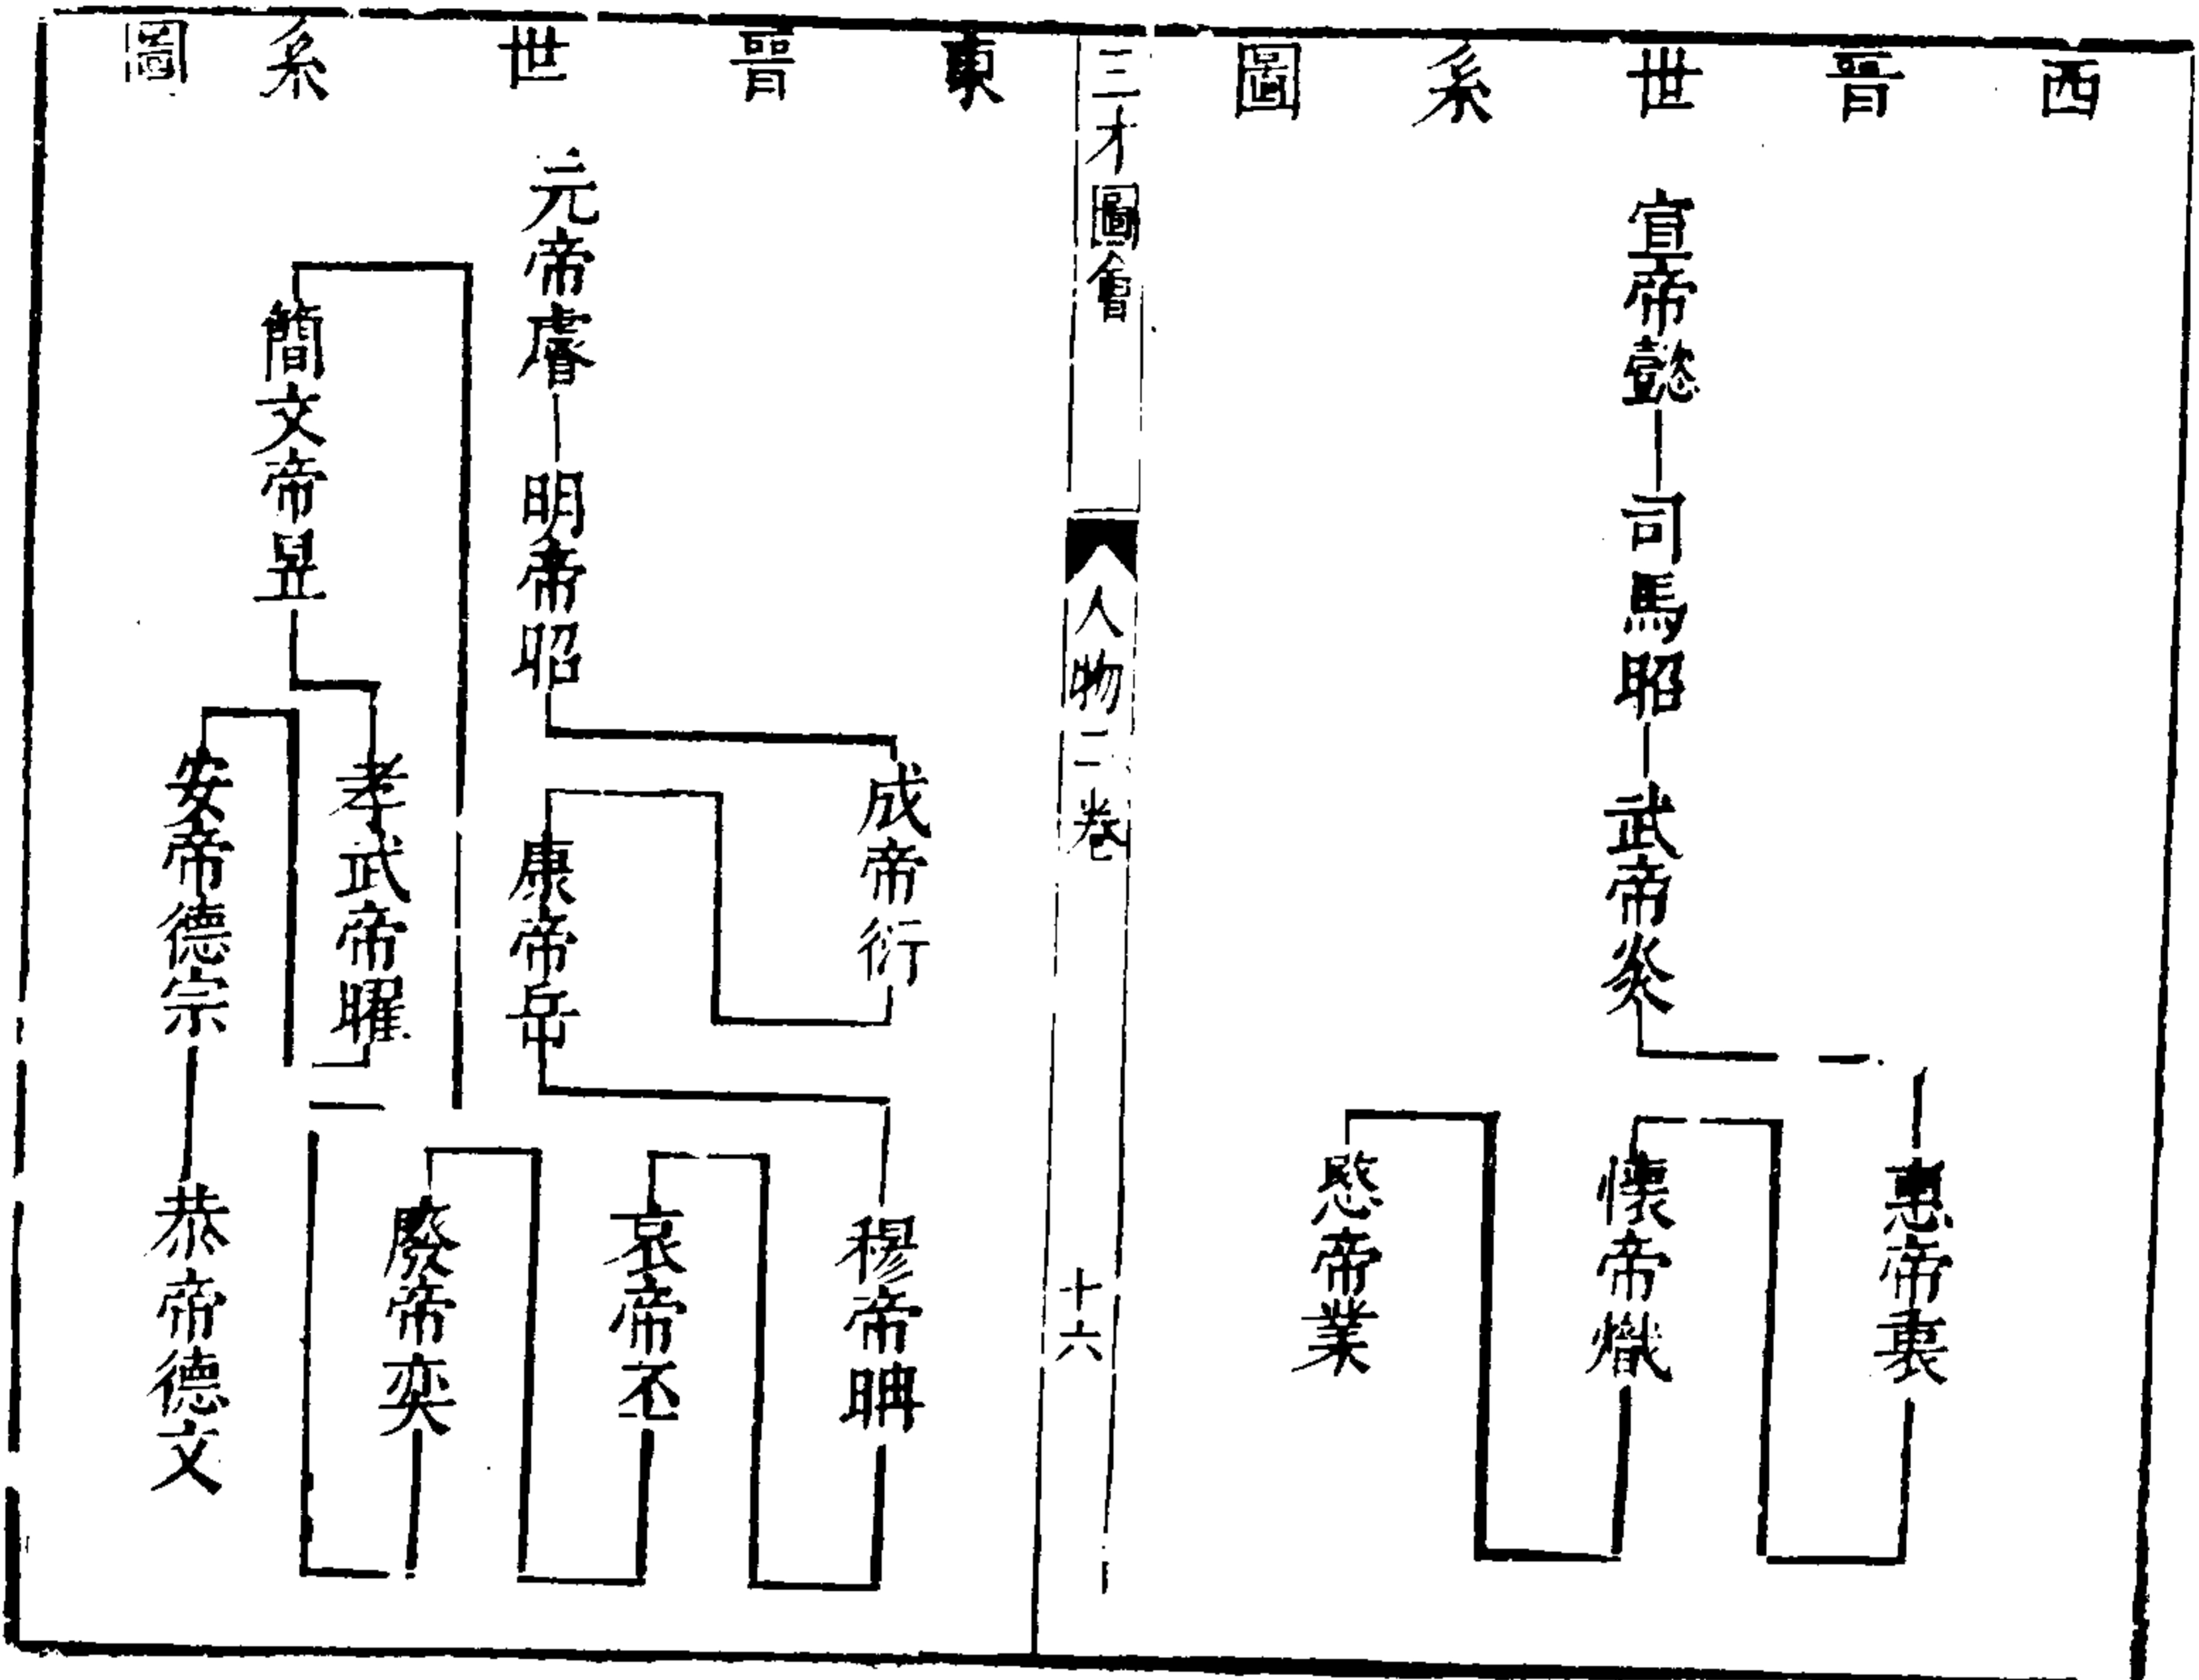 西晉世系圖
宣帝懿
司馬昭
武帝炎
惠帝衷
懷帝熾
愍帝業
三才圖會
人物二卷
十六
東晉世系圖
元帝睿
明帝昭
成帝衍
康帝岳
穆帝聃
哀帝丕
廢帝奕
簡文帝昱
孝武帝曜
安帝德宗
恭帝德文